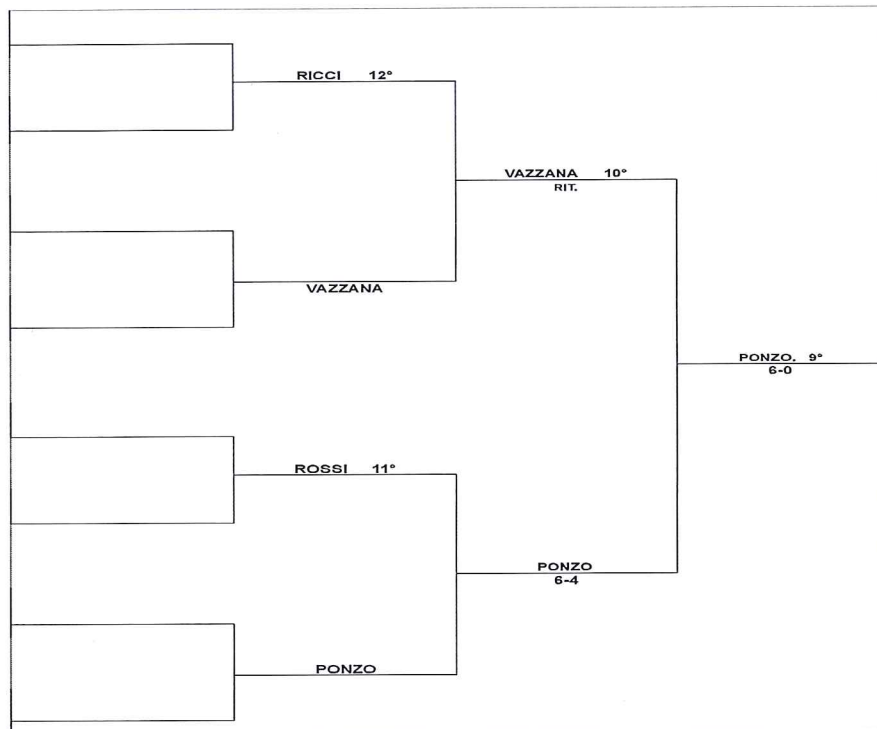 RICCI 12°
VAZZANA 10°
RIT.
VAZZANA
PONZO. 9°
6-0
ROSSI 11°
PONZO
6-4
PONZO